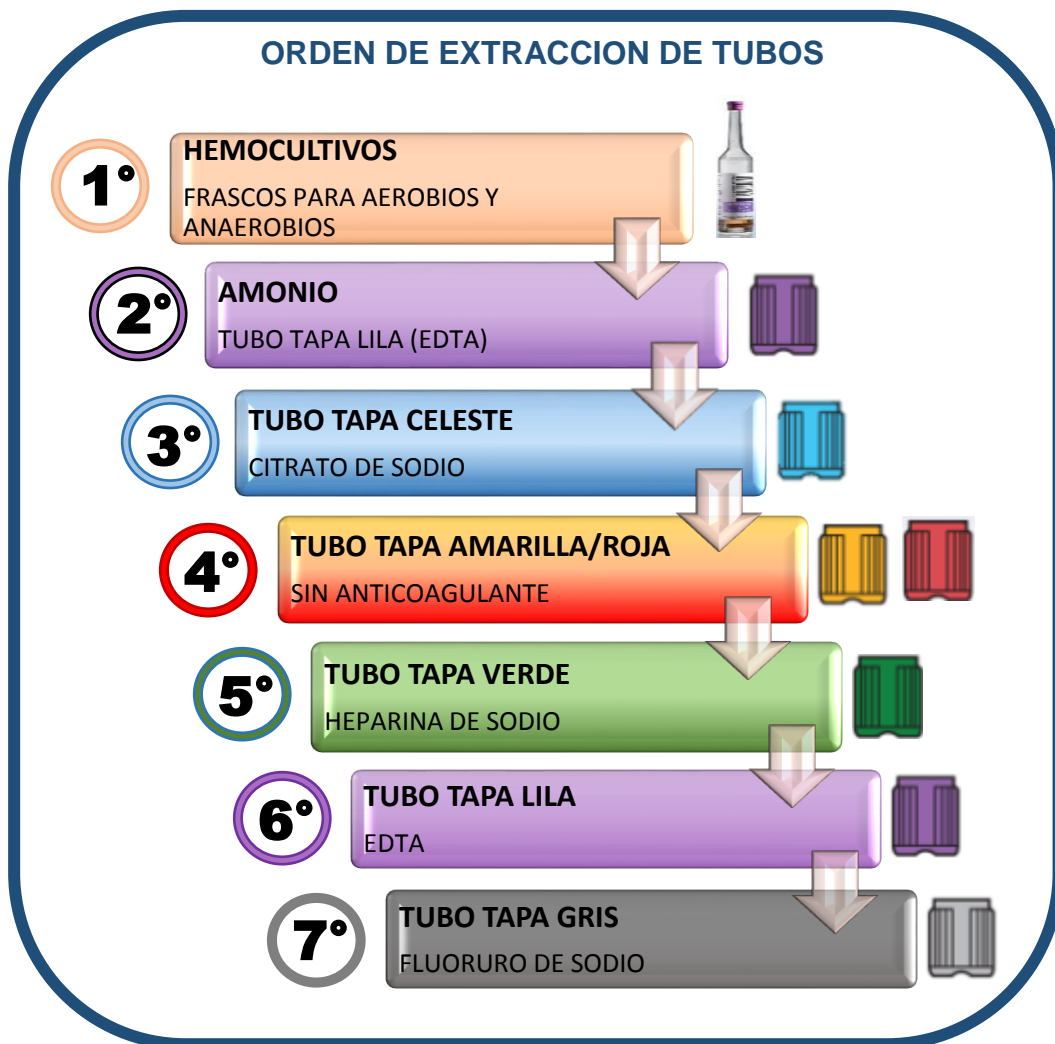 ORDEN DE EXTRACCION DE TUBOS
1°
HEMOCULTIVOS
FRASCOS PARA AEROBIOS Y
ANAEROBIOS
2°
AMONIO
TUBO TAPA LILA (EDTA)
3°
TUBO TAPA CELESTE
CITRATO DE SODIO
4°
TUBO TAPA AMARILLA/ROJA
SIN ANTICOAGULANTE
5°
TUBO TAPA VERDE
HEPARINA DE SODIO
6°
TUBO TAPA LILA
EDTA
7°
TUBO TAPA GRIS
FLUORURO DE SODIO